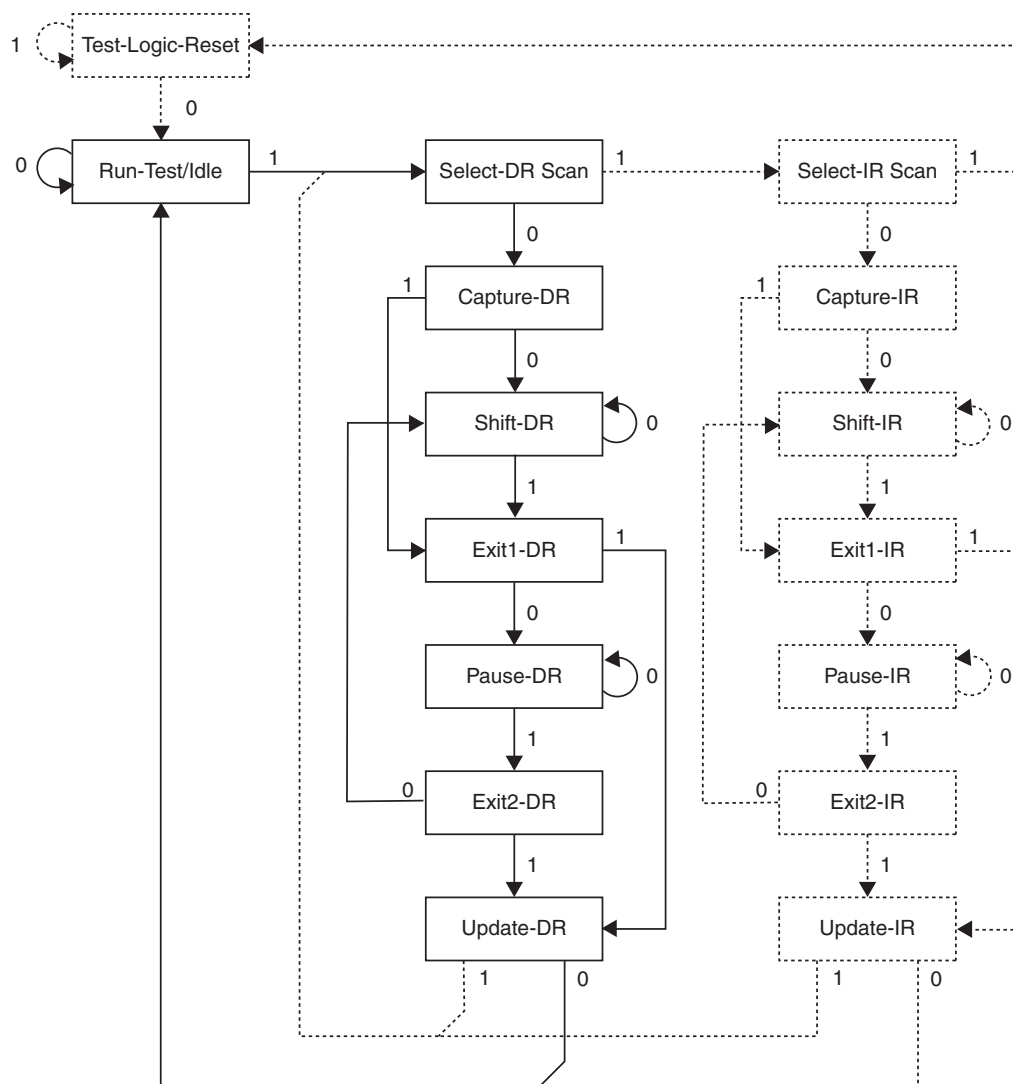 Test-Logic-Reset
1
0
Run-Test/Idle
0
1
Select-DR Scan
1
Select-IR Scan
1
0
0
1
Capture-DR
1
Capture-IR
0
0
Shift-DR
0
Shift-IR
0
1
1
Exit1-DR
1
Exit1-IR
1
0
0
Pause-DR
0
Pause-IR
0
1
1
0
Exit2-DR
0
Exit2-IR
1
1
Update-DR
Update-IR
1
0
1
0